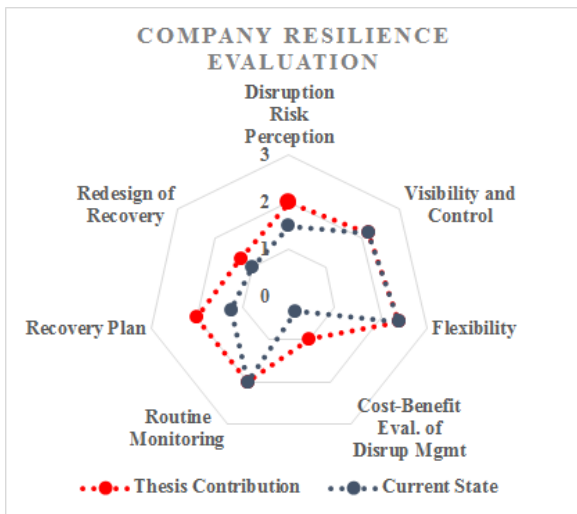 COMPANY RESILIENCE
EVALUATION
Disruption
Risk
Perception
3
2
1
0
Visibility and
Control
Flexibility
Cost-Benefit
Eval. of
Disrup Mgmt
Routine
Monitoring
Recovery Plan
Redesign of
Recovery
Thesis Contribution
Current State